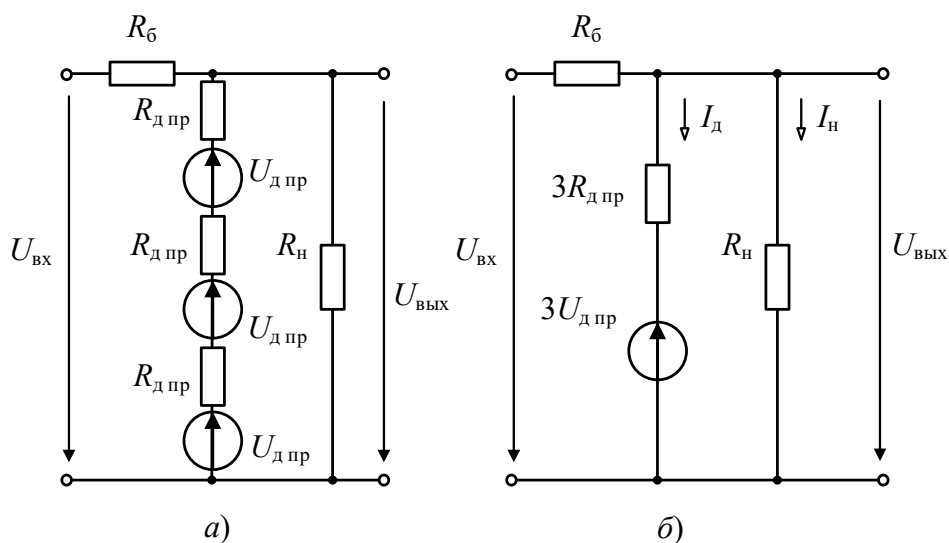 Rб
Rд пр
Uд пр
Rд пр
Uд пр
Rд пр
Uд пр
Rн
Uвх
Uвых
а)
Rб
Iд
Iн
3Rд пр
3Uд пр
Rн
Uвх
Uвых
б)